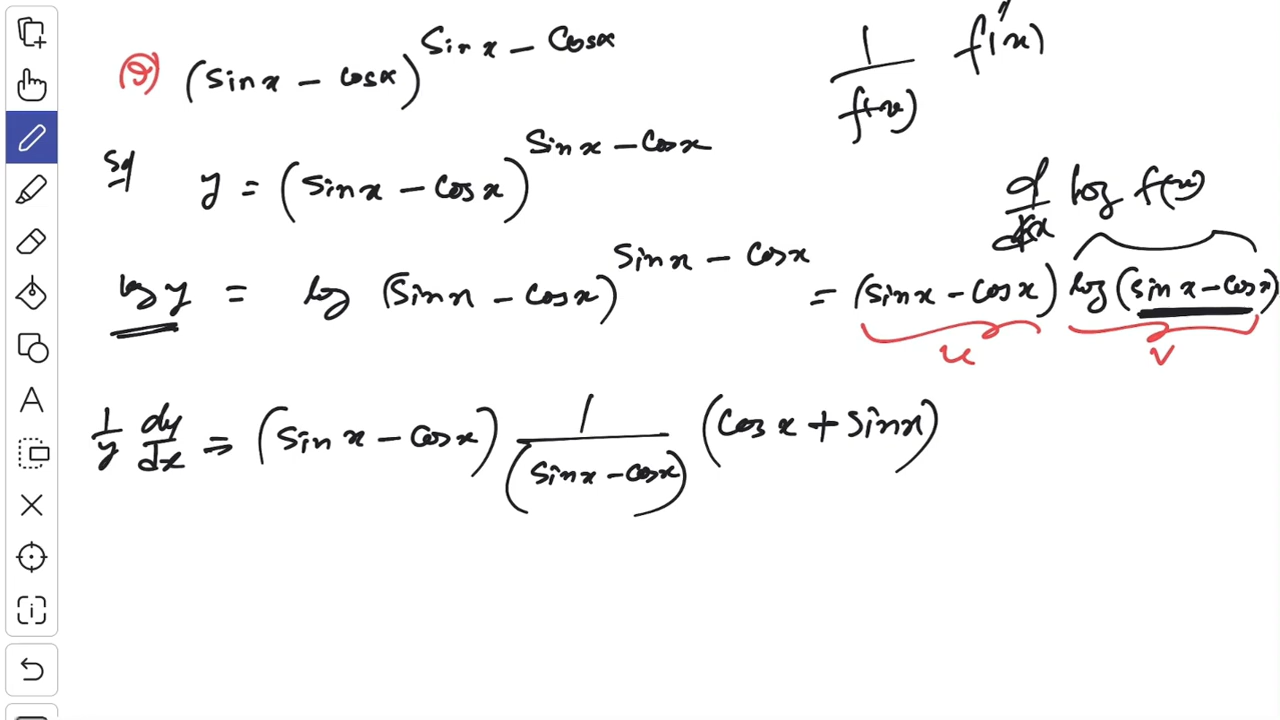 (Sinx - cosx)^Sinx - Cosx
1/f(x) f'(x)
Sol y = (Sinx - Cosx)^Sinx - Cosx
d/dx log f(x)
log y = log (Sinx - Cosx)^Sinx - Cosx = (Sinx - Cosx) log (Sinx - Cosx)
u v
1/y dy/dx = (Sinx - Cosx) 1/(Sinx - Cosx) (Cosx + Sinx)